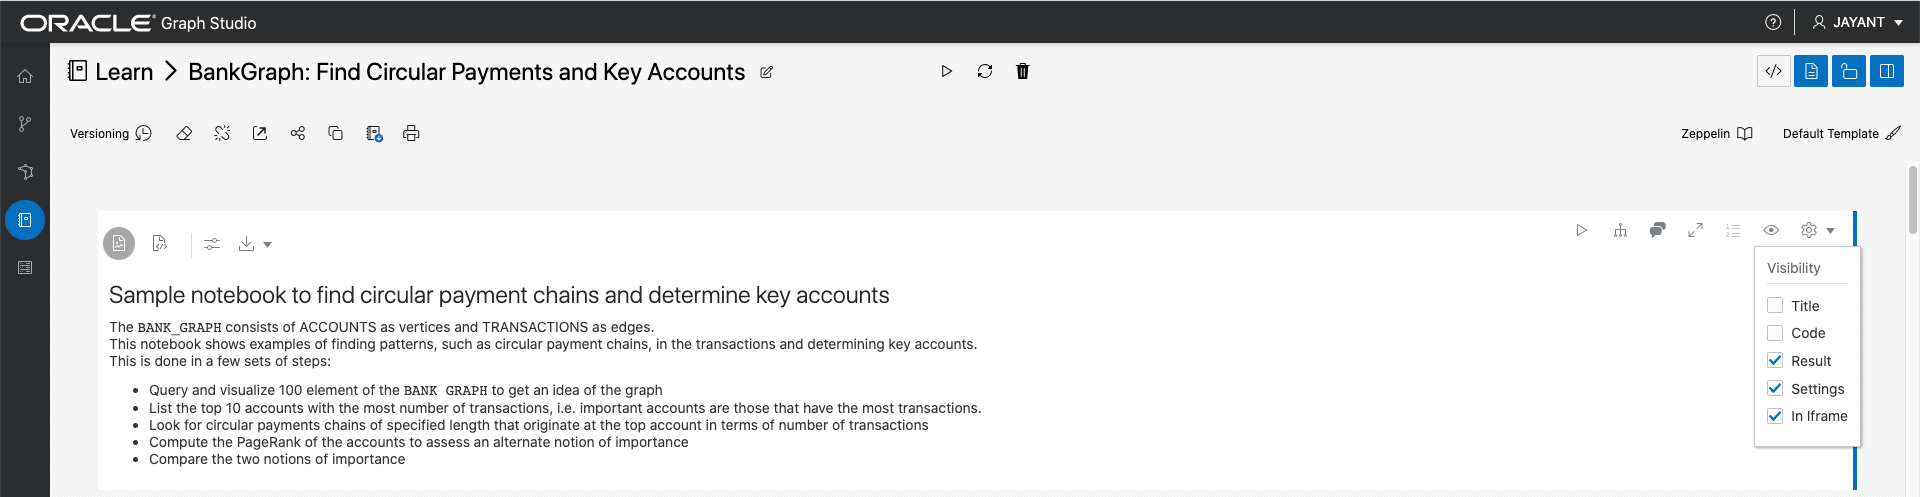 ORACLE Graph Studio
JAYANT
Learn > BankGraph: Find Circular Payments and Key Accounts
Versioning
Zeppelin
Default Template
Visibility
Title
Code
Result
Settings
In Iframe
Sample notebook to find circular payment chains and determine key accounts
The BANK_GRAPH consists of ACCOUNTS as vertices and TRANSACTIONS as edges.
This notebook shows examples of finding patterns, such as circular payment chains, in the transactions and determining key accounts.
This is done in a few sets of steps:
• Query and visualize 100 element of the BANK GRAPH to get an idea of the graph
• List the top 10 accounts with the most number of transactions, i.e. important accounts are those that have the most transactions.
• Look for circular payments chains of specified length that originate at the top account in terms of number of transactions
• Compute the PageRank of the accounts to assess an alternate notion of importance
• Compare the two notions of importance